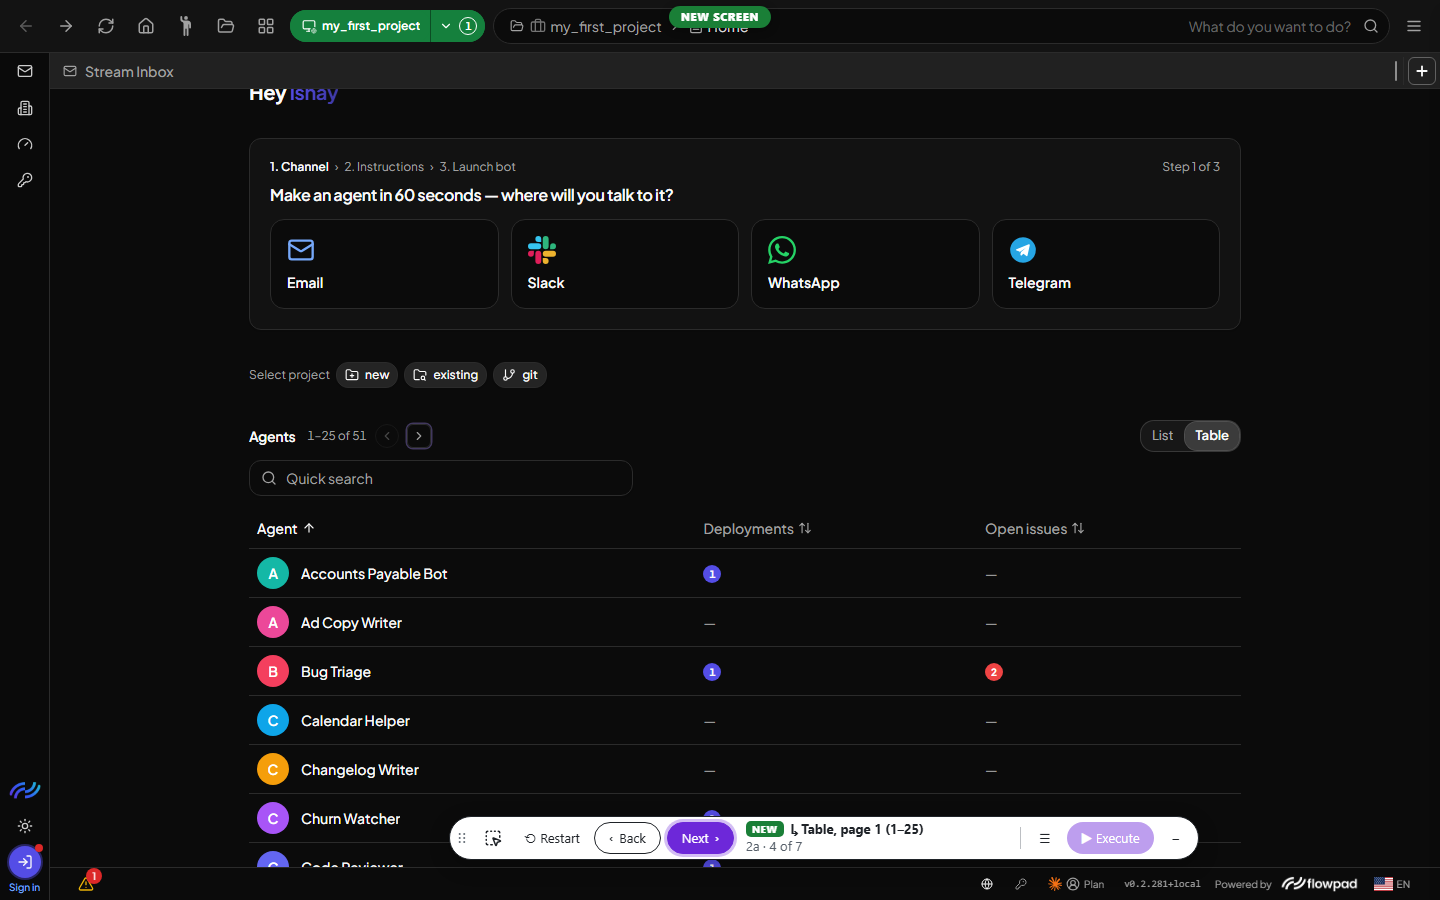 my_first_project
1
my_first_project
NEW SCREEN
Home
What do you want to do?
Stream Inbox
Hey Ishay
1. Channel › 2. Instructions › 3. Launch bot
Step 1 of 3
Make an agent in 60 seconds — where will you talk to it?
Email
Slack
WhatsApp
Telegram
Select project
new
existing
git
Agents
1–25 of 51
List
Table
Quick search
Agent
Deployments
Open issues
A
Accounts Payable Bot
1
—
A
Ad Copy Writer
—
—
B
Bug Triage
1
2
C
Calendar Helper
—
—
C
Changelog Writer
—
—
C
Churn Watcher
C
Code Reviewer
Restart
‹ Back
Next ›
NEW
Table, page 1 (1–25)
2a · 4 of 7
Execute
Sign in
1
Plan
v0.2.281+local
Powered by
flowpad
EN